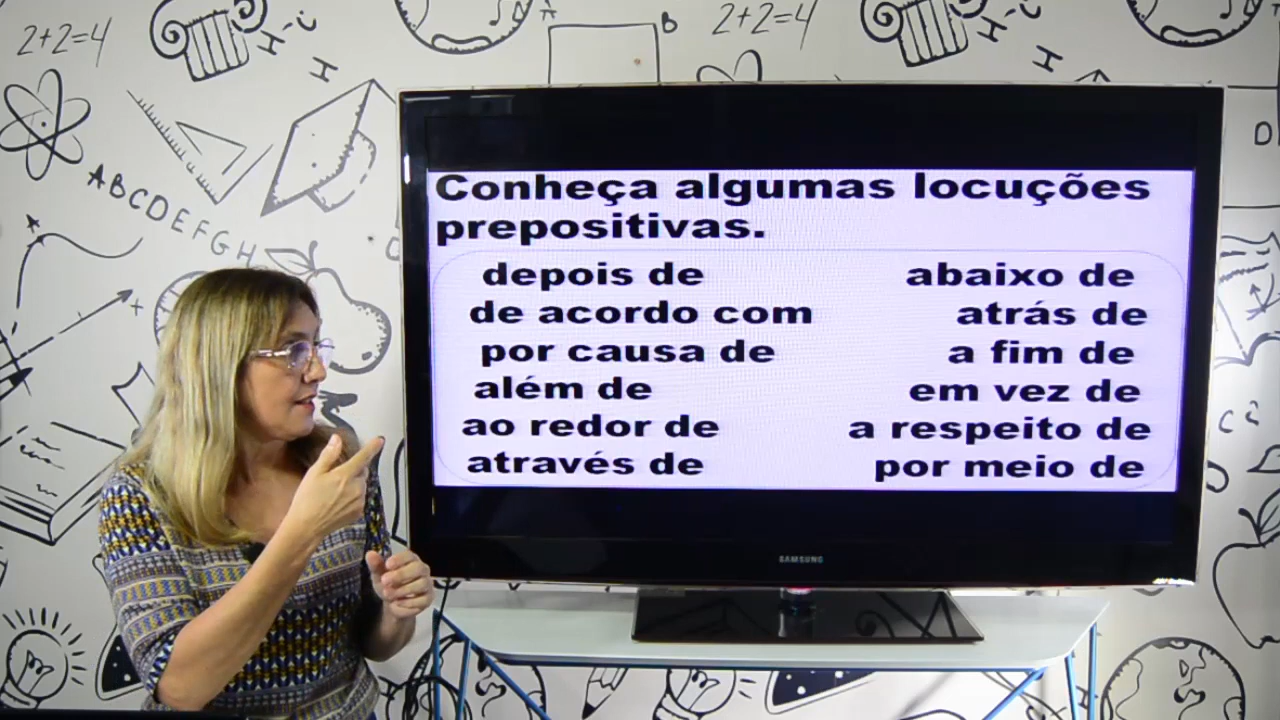 2+2=4
2+2=4
A
B
H-i
H-i
H
H
ABCDEFGH
Conheça algumas locuções
prepositivas.
depois de abaixo de
de acordo com atrás de
por causa de a fim de
além de em vez de
ao redor de a respeito de
através de por meio de
SAMSUNG